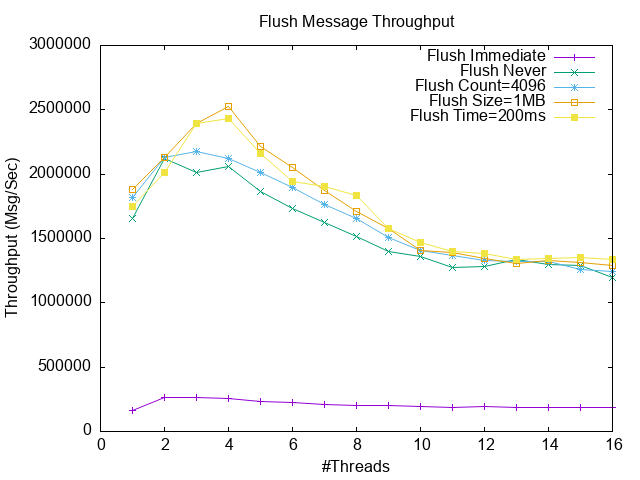 Flush Message Throughput
3000000
2500000
2000000
1500000
1000000
500000
0
Throughput (Msg/Sec)
Flush Immediate
Flush Never
Flush Count=4096
Flush Size=1MB
Flush Time=200ms
0 2 4 6 8 10 12 14 16
#Threads